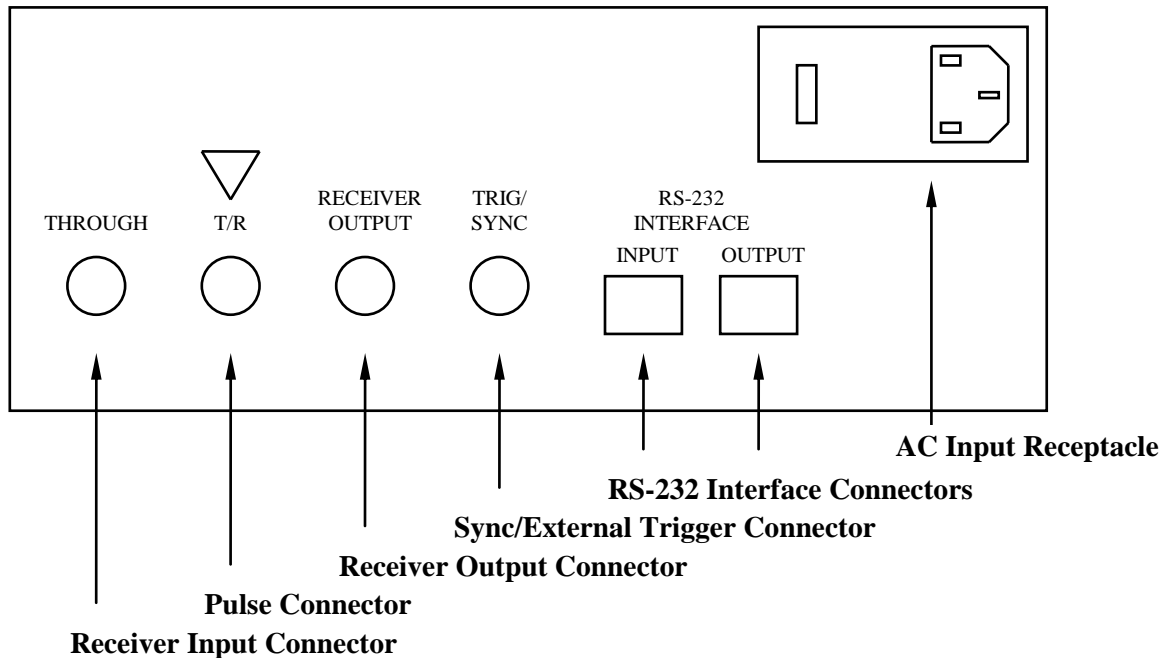 THROUGH
T/R
RECEIVER
OUTPUT
TRIG/
SYNC
RS-232
INTERFACE
INPUT OUTPUT
AC Input Receptacle
RS-232 Interface Connectors
Sync/External Trigger Connector
Receiver Output Connector
Pulse Connector
Receiver Input Connector